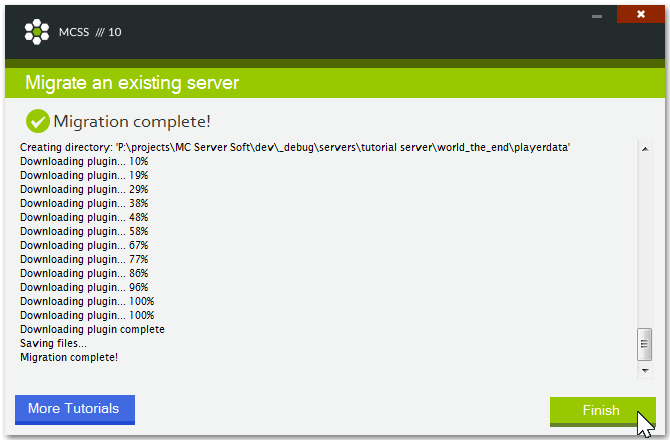 MCSS /// 10
Migrate an existing server
Migration complete!
Creating directory: 'P:\projects\MC Server Soft\dev\_debug\servers\tutorial server\world_the_end\playerdata'
Downloading plugin... 10%
Downloading plugin... 19%
Downloading plugin... 29%
Downloading plugin... 38%
Downloading plugin... 48%
Downloading plugin... 58%
Downloading plugin... 67%
Downloading plugin... 77%
Downloading plugin... 86%
Downloading plugin... 96%
Downloading plugin... 100%
Downloading plugin... 100%
Downloading plugin complete
Saving files...
Migration complete!
More Tutorials
Finish